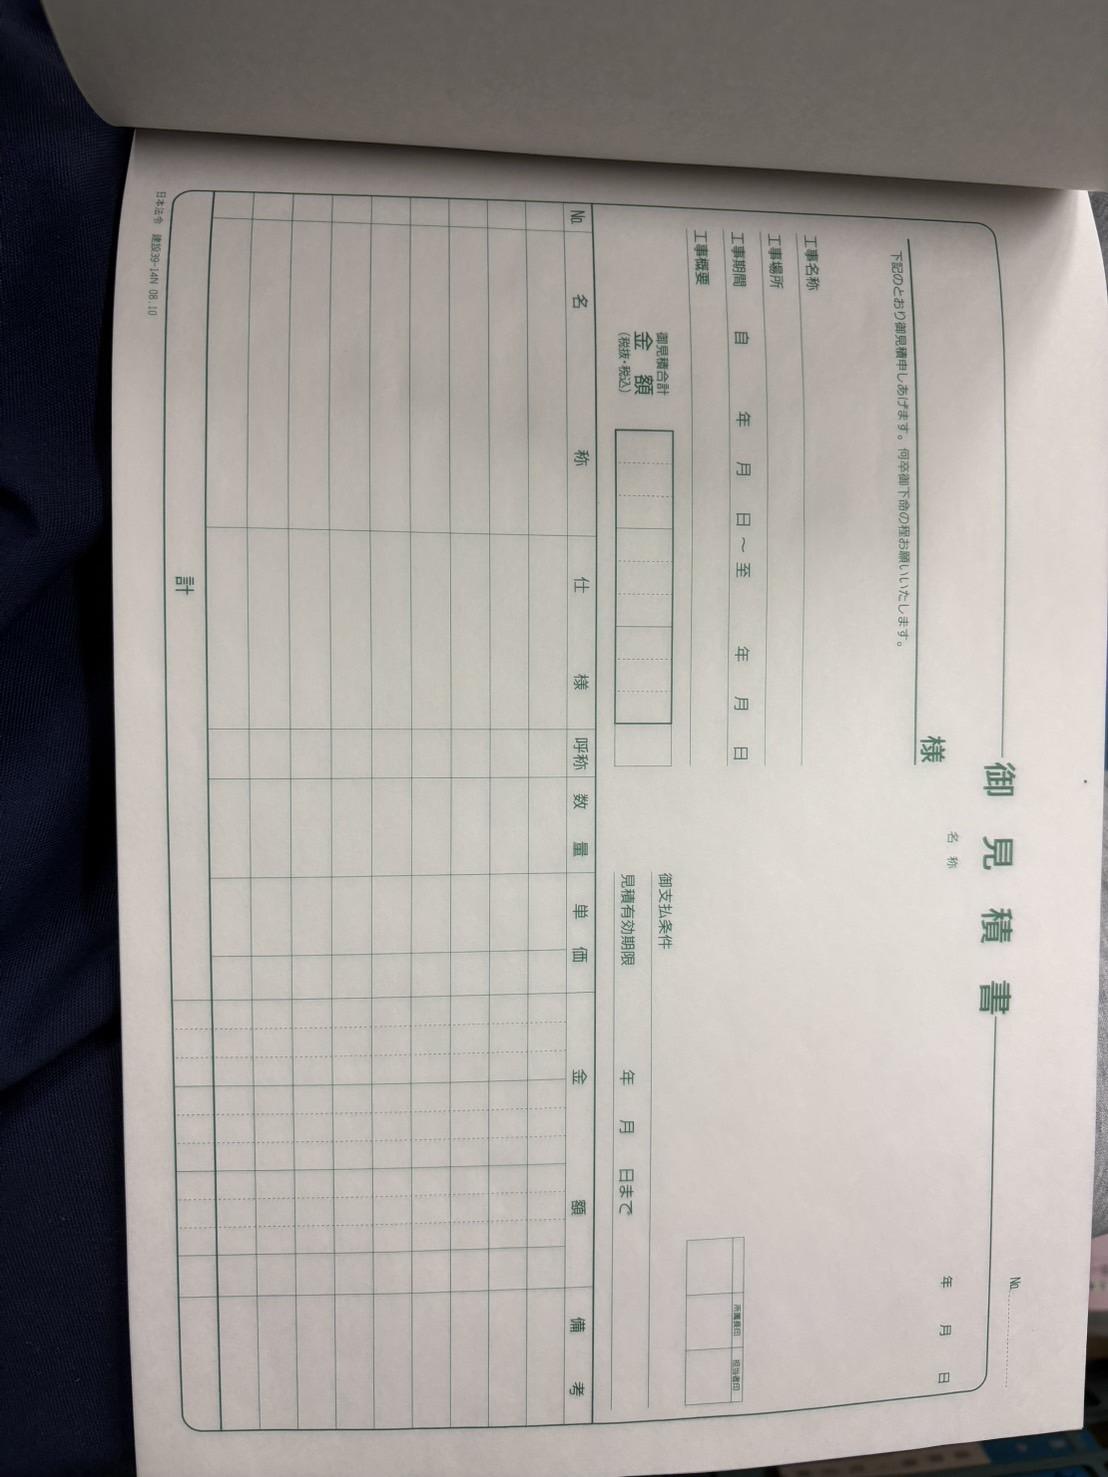 No.
御見積書
年 月 日
様
名称
下記のとおり御見積申しあげます。何卒御下命の程お願いいたします。
工事名称
工事場所
工事期間 自 年 月 日～至 年 月 日
工事概要
所属長印 担当者印
御見積合計
金額
(税抜・税込)
御支払条件
見積有効期限 年 月 日まで
No. 名称 仕様 呼称 数量 単価 金額 備考
計
日本法令 建設39-14N 08.10